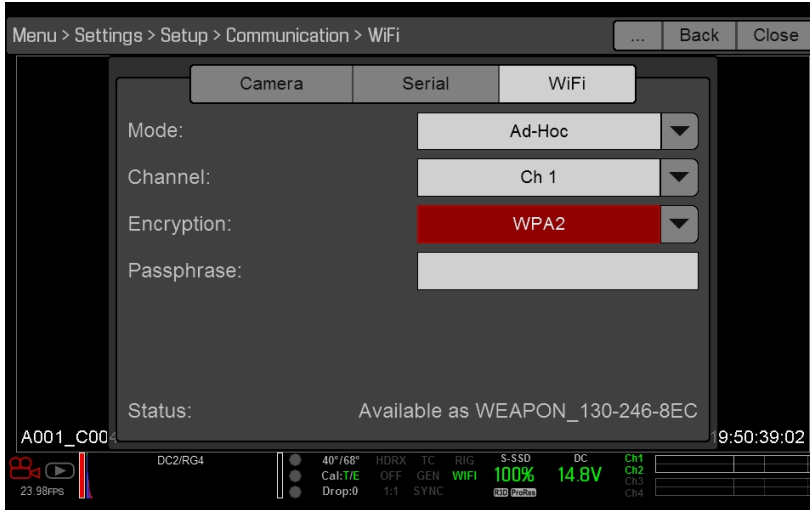 Menu > Settings > Setup > Communication > WiFi ... Back Close
Camera Serial WiFi
Mode: Ad-Hoc
Channel: Ch 1
Encryption: WPA2
Passphrase:
Status: Available as WEAPON_130-246-8EC
A001_C004 9:50:39:02
DC2/RG4 40°/68° HDRX TC RIG S-SSD DC Ch1
Cal:T/E OFF GEN WIFI 100% 14.8V Ch2
23.98FPS Drop:0 1:1 SYNC R3D ProRes Ch3
Ch4